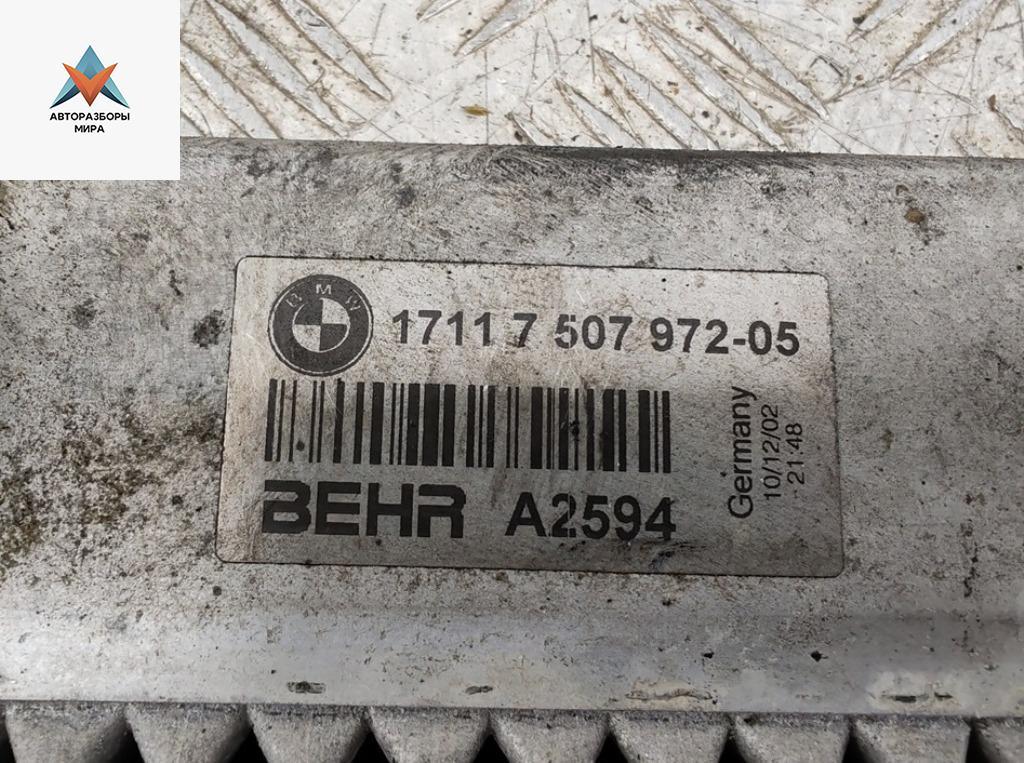 АВТОРАЗБОРЫ
МИРА
BMW
1711 7 507 972-05
BEHR A2594
Germany
10/12/02
21:48